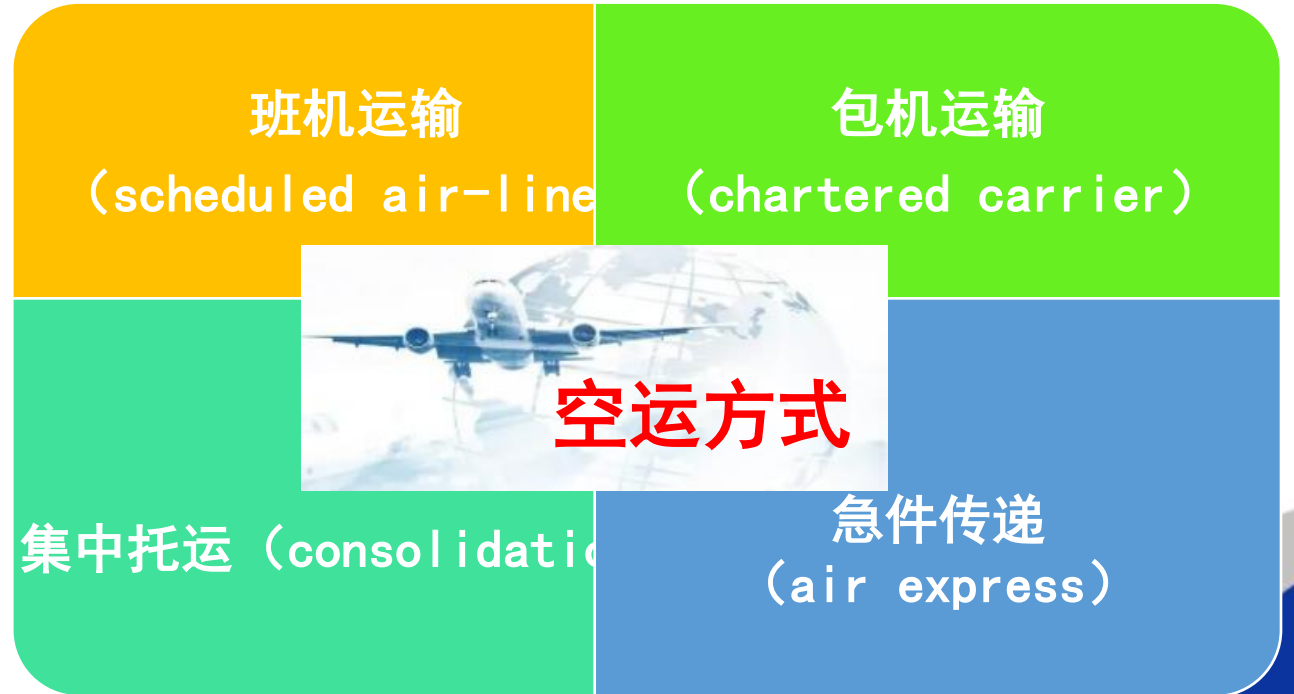 班机运输
（scheduled air-line
包机运输
（chartered carrier）
空运方式
集中托运（consolidatio
急件传递
（air express）